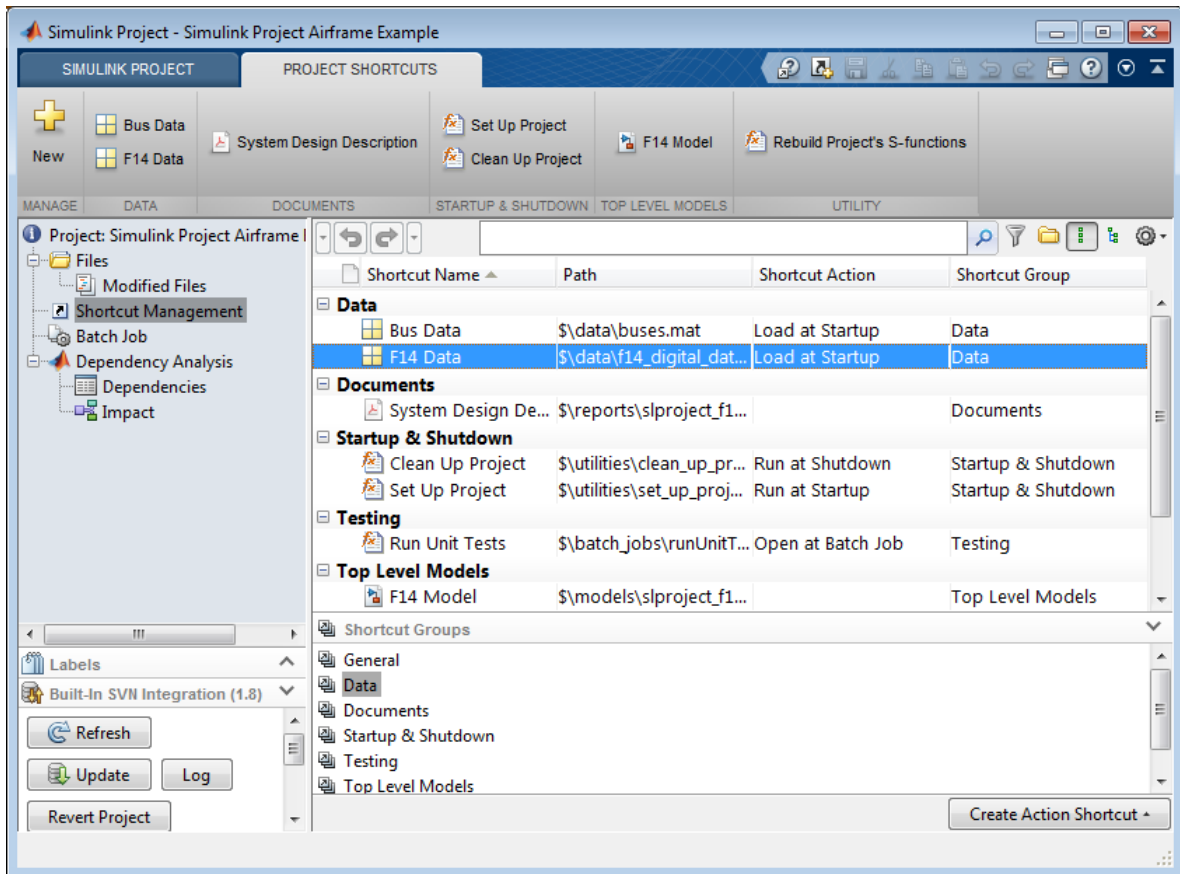 Simulink Project - Simulink Project Airframe Example
SIMULINK PROJECT
PROJECT SHORTCUTS
New
Bus Data
F14 Data
System Design Description
Set Up Project
Clean Up Project
F14 Model
Rebuild Project's S-functions
MANAGE
DATA
DOCUMENTS
STARTUP & SHUTDOWN
TOP LEVEL MODELS
UTILITY
Project: Simulink Project Airframe
Files
Modified Files
Shortcut Management
Batch Job
Dependency Analysis
Dependencies
Impact
Labels
Built-In SVN Integration (1.8)
Refresh
Update
Log
Revert Project
Shortcut Name Path Shortcut Action Shortcut Group
Data
Bus Data $\data\buses.mat Load at Startup Data
F14 Data $\data\f14_digital_dat... Load at Startup Data
Documents
System Design De... $\reports\slproject_f1... Documents
Startup & Shutdown
Clean Up Project $\utilities\clean_up_pr... Run at Shutdown Startup & Shutdown
Set Up Project $\utilities\set_up_proj... Run at Startup Startup & Shutdown
Testing
Run Unit Tests $\batch_jobs\runUnitT... Open at Batch Job Testing
Top Level Models
F14 Model $\models\slproject_f1... Top Level Models
Shortcut Groups
General
Data
Documents
Startup & Shutdown
Testing
Top Level Models
Create Action Shortcut